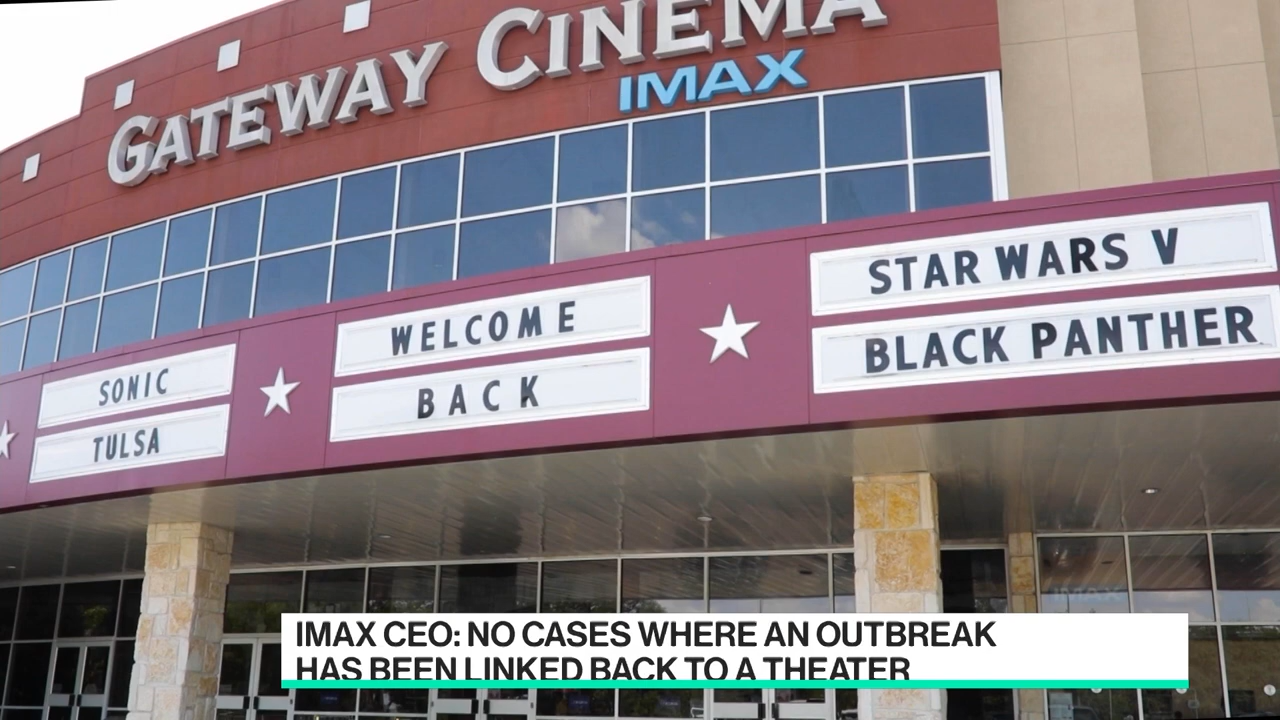 GATEWAY CINEMA
IMAX
SONIC
TULSA
WELCOME
BACK
STAR WARS V
BLACK PANTHER
IMAX CEO: NO CASES WHERE AN OUTBREAK
HAS BEEN LINKED BACK TO A THEATER